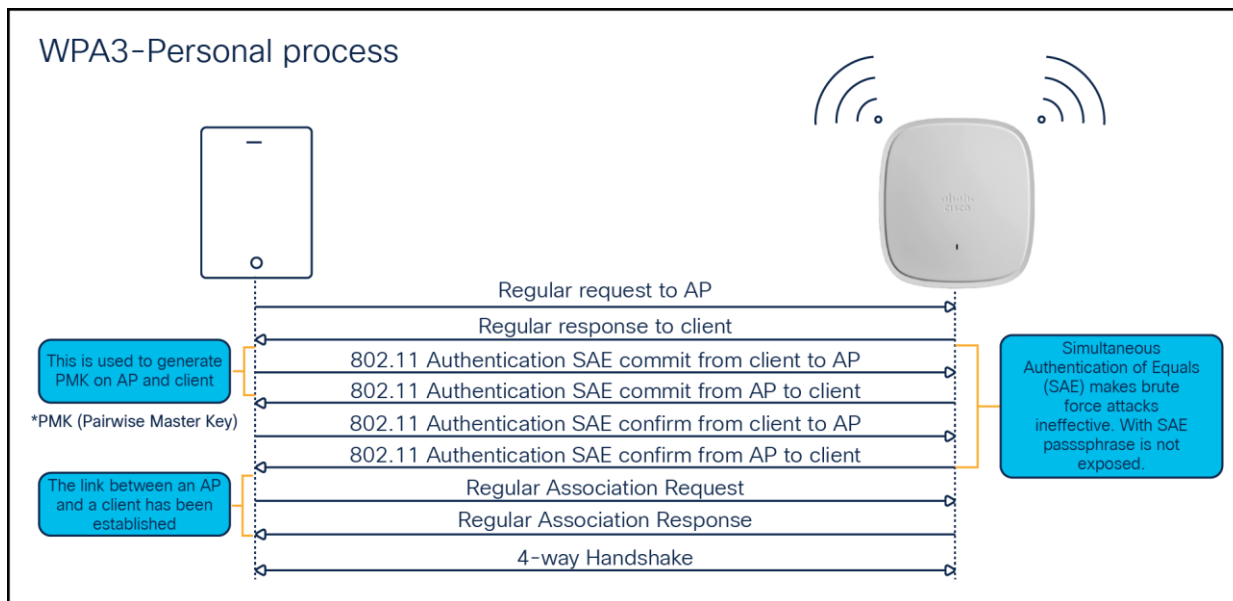 WPA3-Personal process
cisco
Regular request to AP
Regular response to client
This is used to generate
PMK on AP and client
*PMK (Pairwise Master Key)
802.11 Authentication SAE commit from client to AP
802.11 Authentication SAE commit from AP to client
802.11 Authentication SAE confirm from client to AP
802.11 Authentication SAE confirm from AP to client
Simultaneous
Authentication of Equals
(SAE) makes brute
force attacks
ineffective. With SAE
passsphrase is not
exposed.
The link between an AP
and a client has been
established
Regular Association Request
Regular Association Response
4-way Handshake